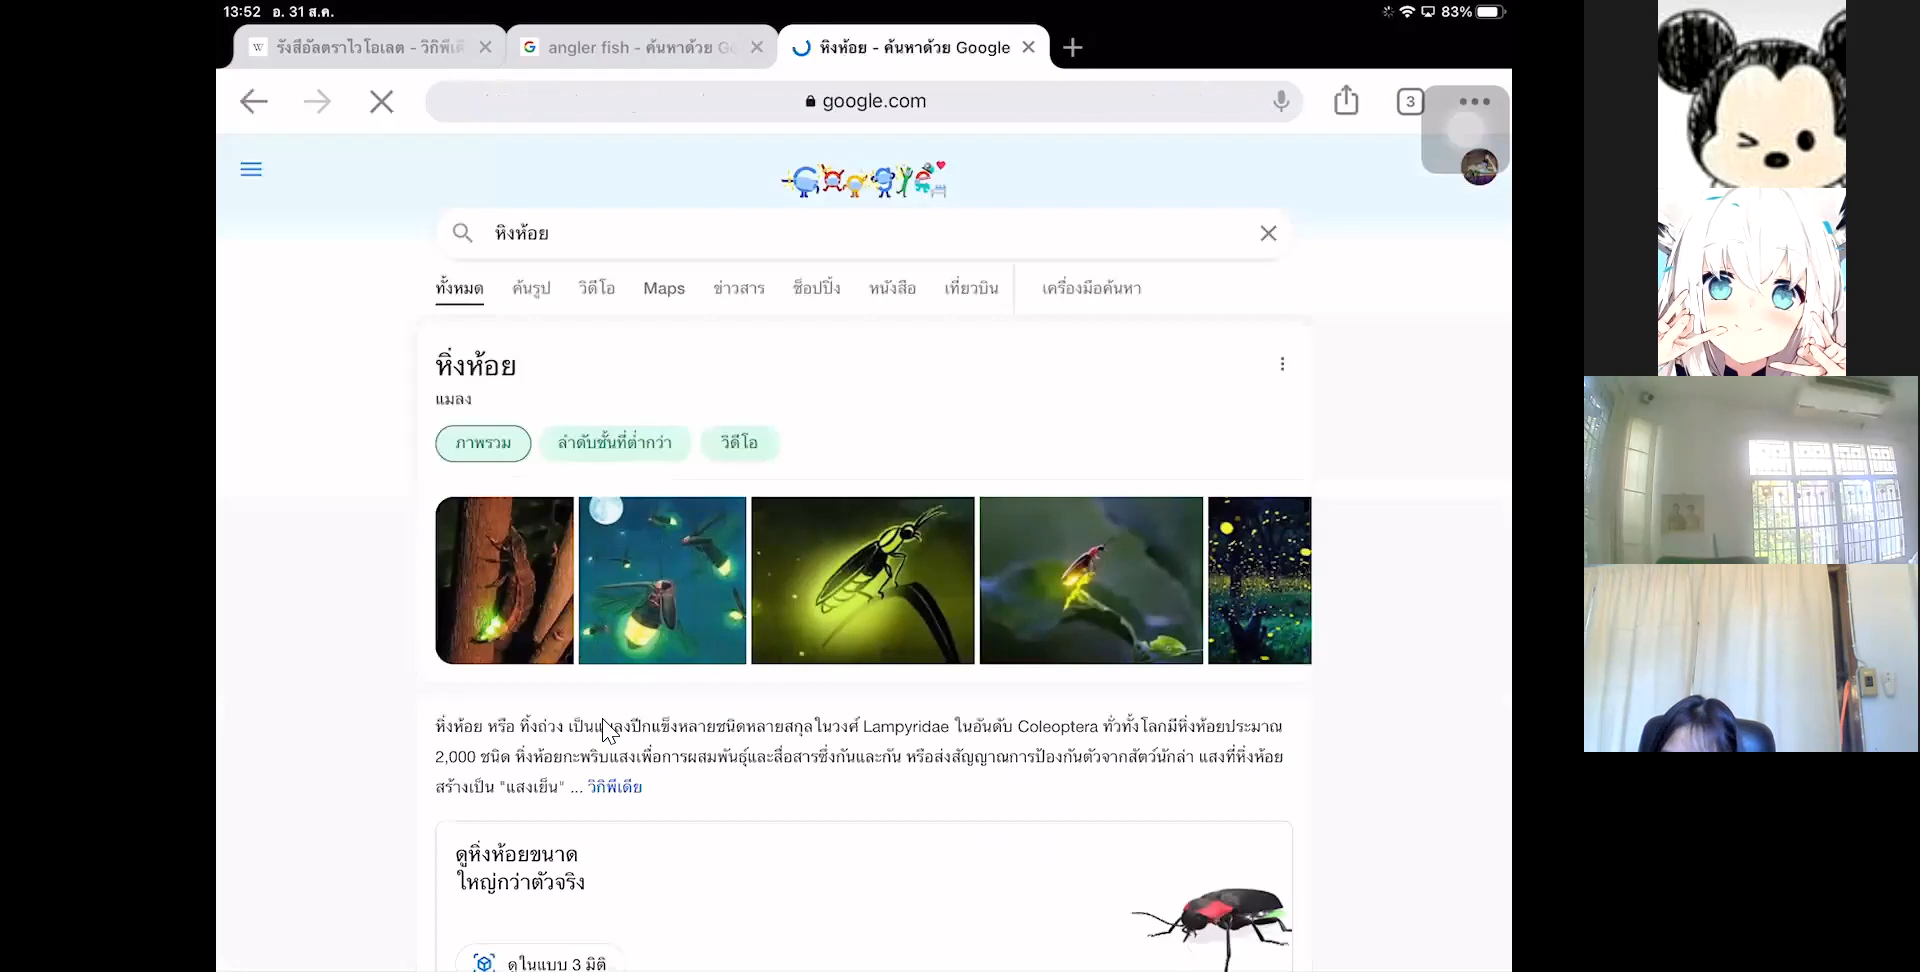 13:52 อ. 31 ส.ค.
83%
รังสีอัลตราไวโอเลต - วิกิพีเดี
angler fish - ค้นหาด้วย Go
หิงห้อย - ค้นหาด้วย Google
google.com
3
หิงห้อย
ทั้งหมด ค้นรูป วิดีโอ Maps ข่าวสาร ช็อปปิ้ง หนังสือ เที่ยวบิน เครื่องมือค้นหา
หิ่งห้อย
แมลง
ภาพรวม ลำดับชั้นที่ต่ำกว่า วิดีโอ
หิ่งห้อย หรือ ทิ้งถ่วง เป็นแมลงปีกแข็งหลายชนิดหลายสกุลในวงศ์ Lampyridae ในอันดับ Coleoptera ทั่วทั้งโลกมีหิ่งห้อยประมาณ
2,000 ชนิด หิ่งห้อยกะพริบแสงเพื่อการผสมพันธุ์และสื่อสารซึ่งกันและกัน หรือส่งสัญญาณการป้องกันตัวจากสัตว์นักล่า แสงที่หิ่งห้อย
สร้างเป็น "แสงเย็น" ... วิกิพีเดีย
ดูหิ่งห้อยขนาด
ใหญ่กว่าตัวจริง
ดูในแบบ 3 มิติ